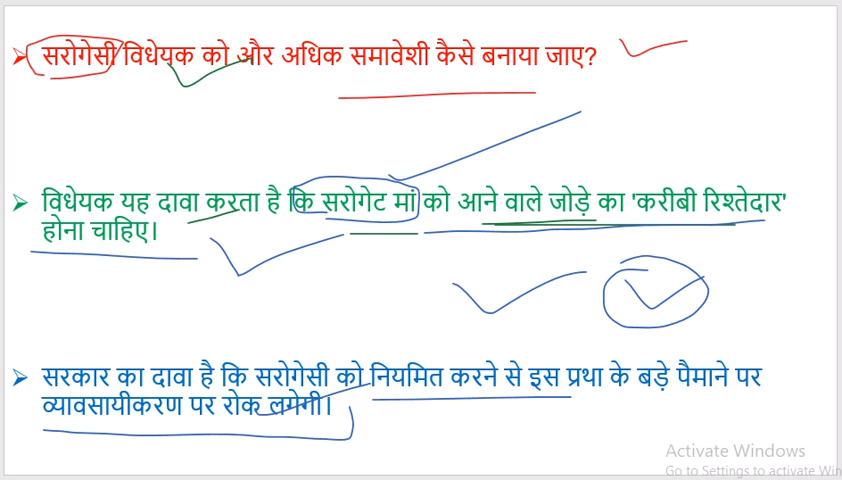 सरोगेसी विधेयक को और अधिक समावेशी कैसे बनाया जाए?
विधेयक यह दावा करता है कि सरोगेट मां को आने वाले जोड़े का 'करीबी रिश्तेदार'
होना चाहिए।
सरकार का दावा है कि सरोगेसी को नियमित करने से इस प्रथा के बड़े पैमाने पर
व्यावसायीकरण पर रोक लगेगी।
Activate Windows
Go to Settings to activate Win